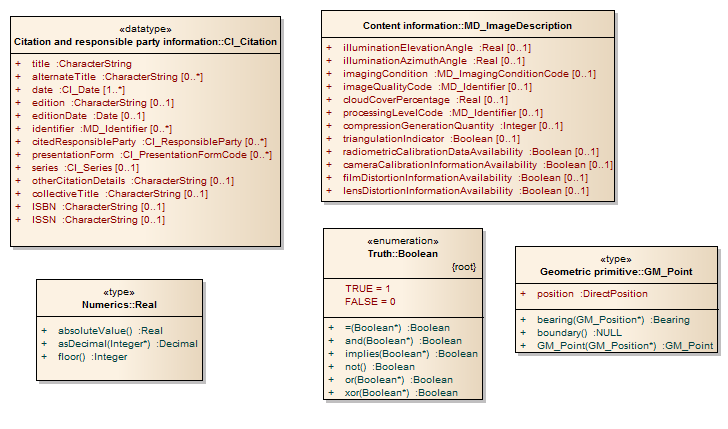 «datatype»
Citation and responsible party information::CI_Citation
+ title :CharacterString
+ alternateTitle :CharacterString [0..*]
+ date :CI_Date [1..*]
+ edition :CharacterString [0..1]
+ editionDate :Date [0..1]
+ identifier :MD_Identifier [0..*]
+ citedResponsibleParty :CI_ResponsibleParty [0..*]
+ presentationForm :CI_PresentationFormCode [0..*]
+ series :CI_Series [0..1]
+ otherCitationDetails :CharacterString [0..1]
+ collectiveTitle :CharacterString [0..1]
+ ISBN :CharacterString [0..1]
+ ISSN :CharacterString [0..1]
Content information::MD_ImageDescription
+ illuminationElevationAngle :Real [0..1]
+ illuminationAzimuthAngle :Real [0..1]
+ imagingCondition :MD_ImagingConditionCode [0..1]
+ imageQualityCode :MD_Identifier [0..1]
+ cloudCoverPercentage :Real [0..1]
+ processingLevelCode :MD_Identifier [0..1]
+ compressionGenerationQuantity :Integer [0..1]
+ triangulationIndicator :Boolean [0..1]
+ radiometricCalibrationDataAvailability :Boolean [0..1]
+ cameraCalibrationInformationAvailability :Boolean [0..1]
+ filmDistortionInformationAvailability :Boolean [0..1]
+ lensDistortionInformationAvailability :Boolean [0..1]
«type»
Numerics::Real
+ absoluteValue() :Real
+ asDecimal(Integer*) :Decimal
+ floor() :Integer
«enumeration»
Truth::Boolean
{root}
TRUE = 1
FALSE = 0
+ =(Boolean*) :Boolean
+ and(Boolean*) :Boolean
+ implies(Boolean*) :Boolean
+ not() :Boolean
+ or(Boolean*) :Boolean
+ xor(Boolean*) :Boolean
«type»
Geometric primitive::GM_Point
+ position :DirectPosition
+ bearing(GM_Position*) :Bearing
+ boundary() :NULL
+ GM_Point(GM_Position*) :GM_Point